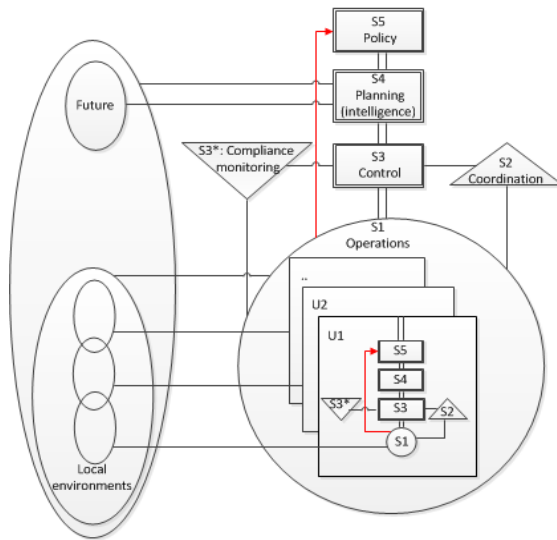 S5
Policy
S4
Planning
(intelligence)
Future
S3*: Compliance
monitoring
S3
Control
S2
Coordination
S1
Operations
..
U2
U1
S5
S4
S3*
S3
S2
S1
Local
environments